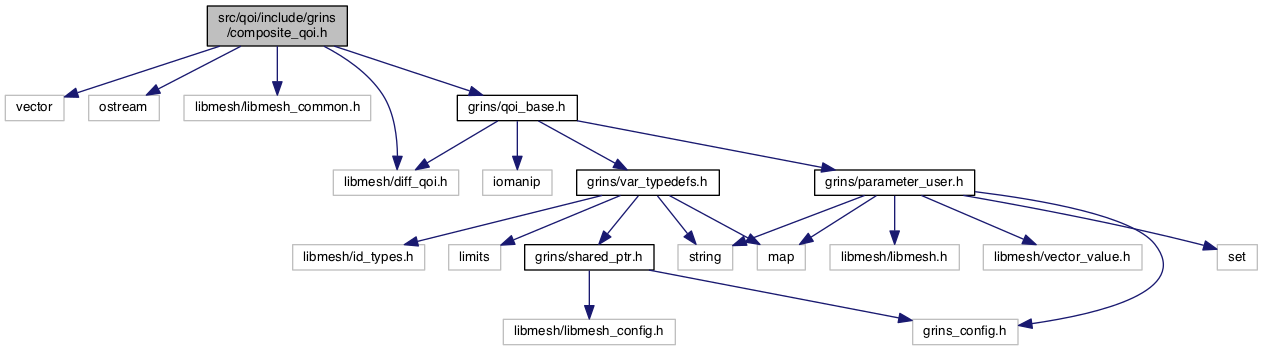 src/qoi/include/grins
/composite_qoi.h
vector
ostream
libmesh/libmesh_common.h
grins/qoi_base.h
libmesh/diff_qoi.h
iomanip
grins/var_typedefs.h
grins/parameter_user.h
libmesh/id_types.h
limits
grins/shared_ptr.h
string
map
libmesh/libmesh.h
libmesh/vector_value.h
set
libmesh/libmesh_config.h
grins_config.h